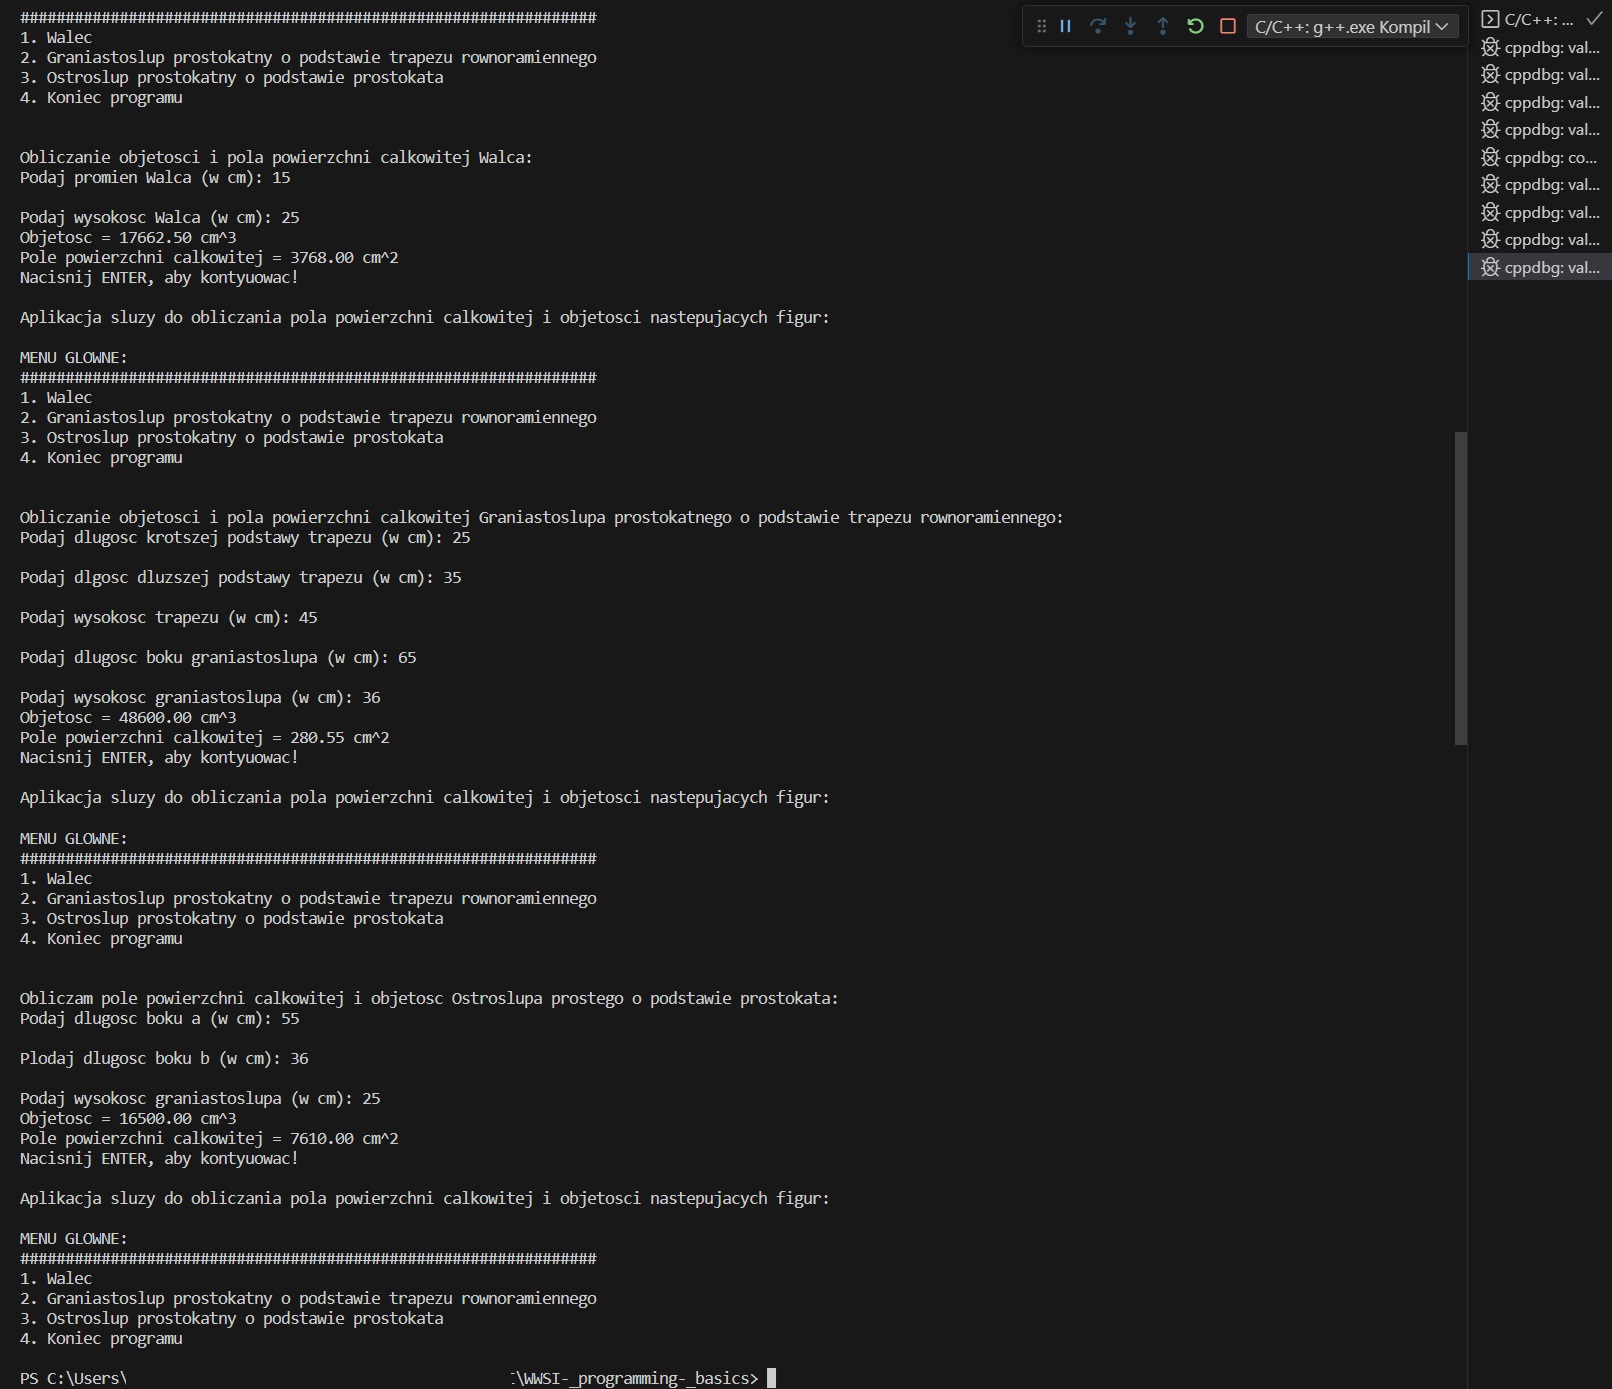 ################################################################
1. Walec
2. Graniastoslup prostokatny o podstawie trapezu rownoramiennego
3. Ostroslup prostokatny o podstawie prostokata
4. Koniec programu
Obliczanie objetosci i pola powierzchni calkowitej Walca:
Podaj promien Walca (w cm): 15
Podaj wysokosc Walca (w cm): 25
Objetosc = 17662.50 cm^3
Pole powierzchni calkowitej = 3768.00 cm^2
Nacisnij ENTER, aby kontyuowac!
Aplikacja sluzy do obliczania pola powierzchni calkowitej i objetosci nastepujacych figur:
MENU GLOWNE:
################################################################
1. Walec
2. Graniastoslup prostokatny o podstawie trapezu rownoramiennego
3. Ostroslup prostokatny o podstawie prostokata
4. Koniec programu
Obliczanie objetosci i pola powierzchni calkowitej Graniastoslupa prostokatnego o podstawie trapezu rownoramiennego:
Podaj dlugosc krotszej podstawy trapezu (w cm): 25
Podaj dlgosc dluzszej podstawy trapezu (w cm): 35
Podaj wysokosc trapezu (w cm): 45
Podaj dlugosc boku graniastoslupa (w cm): 65
Podaj wysokosc graniastoslupa (w cm): 36
Objetosc = 48600.00 cm^3
Pole powierzchni calkowitej = 280.55 cm^2
Nacisnij ENTER, aby kontyuowac!
Aplikacja sluzy do obliczania pola powierzchni calkowitej i objetosci nastepujacych figur:
MENU GLOWNE:
################################################################
1. Walec
2. Graniastoslup prostokatny o podstawie trapezu rownoramiennego
3. Ostroslup prostokatny o podstawie prostokata
4. Koniec programu
Obliczam pole powierzchni calkowitej i objetosc Ostroslupa prostego o podstawie prostokata:
Podaj dlugosc boku a (w cm): 55
Plodaj dlugosc boku b (w cm): 36
Podaj wysokosc graniastoslupa (w cm): 25
Objetosc = 16500.00 cm^3
Pole powierzchni calkowitej = 7610.00 cm^2
Nacisnij ENTER, aby kontyuowac!
Aplikacja sluzy do obliczania pola powierzchni calkowitej i objetosci nastepujacych figur:
MENU GLOWNE:
################################################################
1. Walec
2. Graniastoslup prostokatny o podstawie trapezu rownoramiennego
3. Ostroslup prostokatny o podstawie prostokata
4. Koniec programu
PS C:\Users\ \WWSI-_programming-_basics>
C/C++: g++.exe Kompil
C/C++: ...
cppdbg: val...
cppdbg: val...
cppdbg: val...
cppdbg: val...
cppdbg: co...
cppdbg: val...
cppdbg: val...
cppdbg: val...
cppdbg: val...